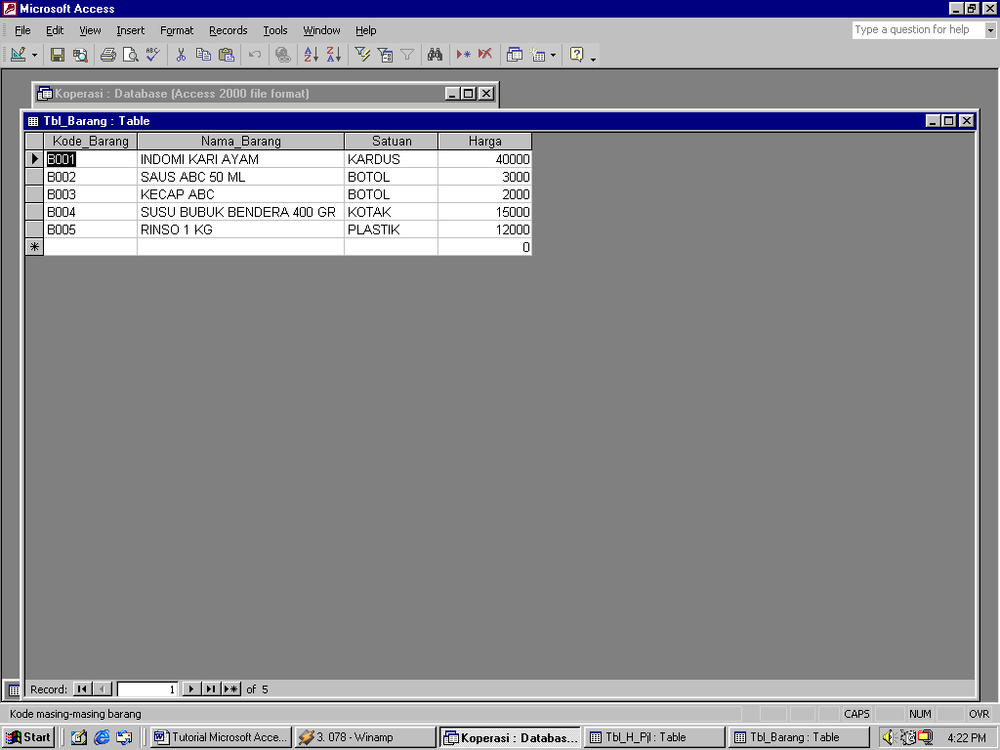 Microsoft Access
File Edit View Insert Format Records Tools Window Help Type a question for help
Koperasi : Database (Access 2000 file format)
Tbl_Barang : Table
Kode_Barang Nama_Barang Satuan Harga
B001 INDOMI KARI AYAM KARDUS 40000
B002 SAUS ABC 50 ML BOTOL 3000
B003 KECAP ABC BOTOL 2000
B004 SUSU BUBUK BENDERA 400 GR KOTAK 15000
B005 RINSO 1 KG PLASTIK 12000
0
Record: 1 of 5
Kode masing-masing barang CAPS NUM OVR
Start Tutorial Microsoft Acce... 3. 078 - Winamp Koperasi : Databas... Tbl_H_Pjl : Table Tbl_Barang : Table 4:22 PM